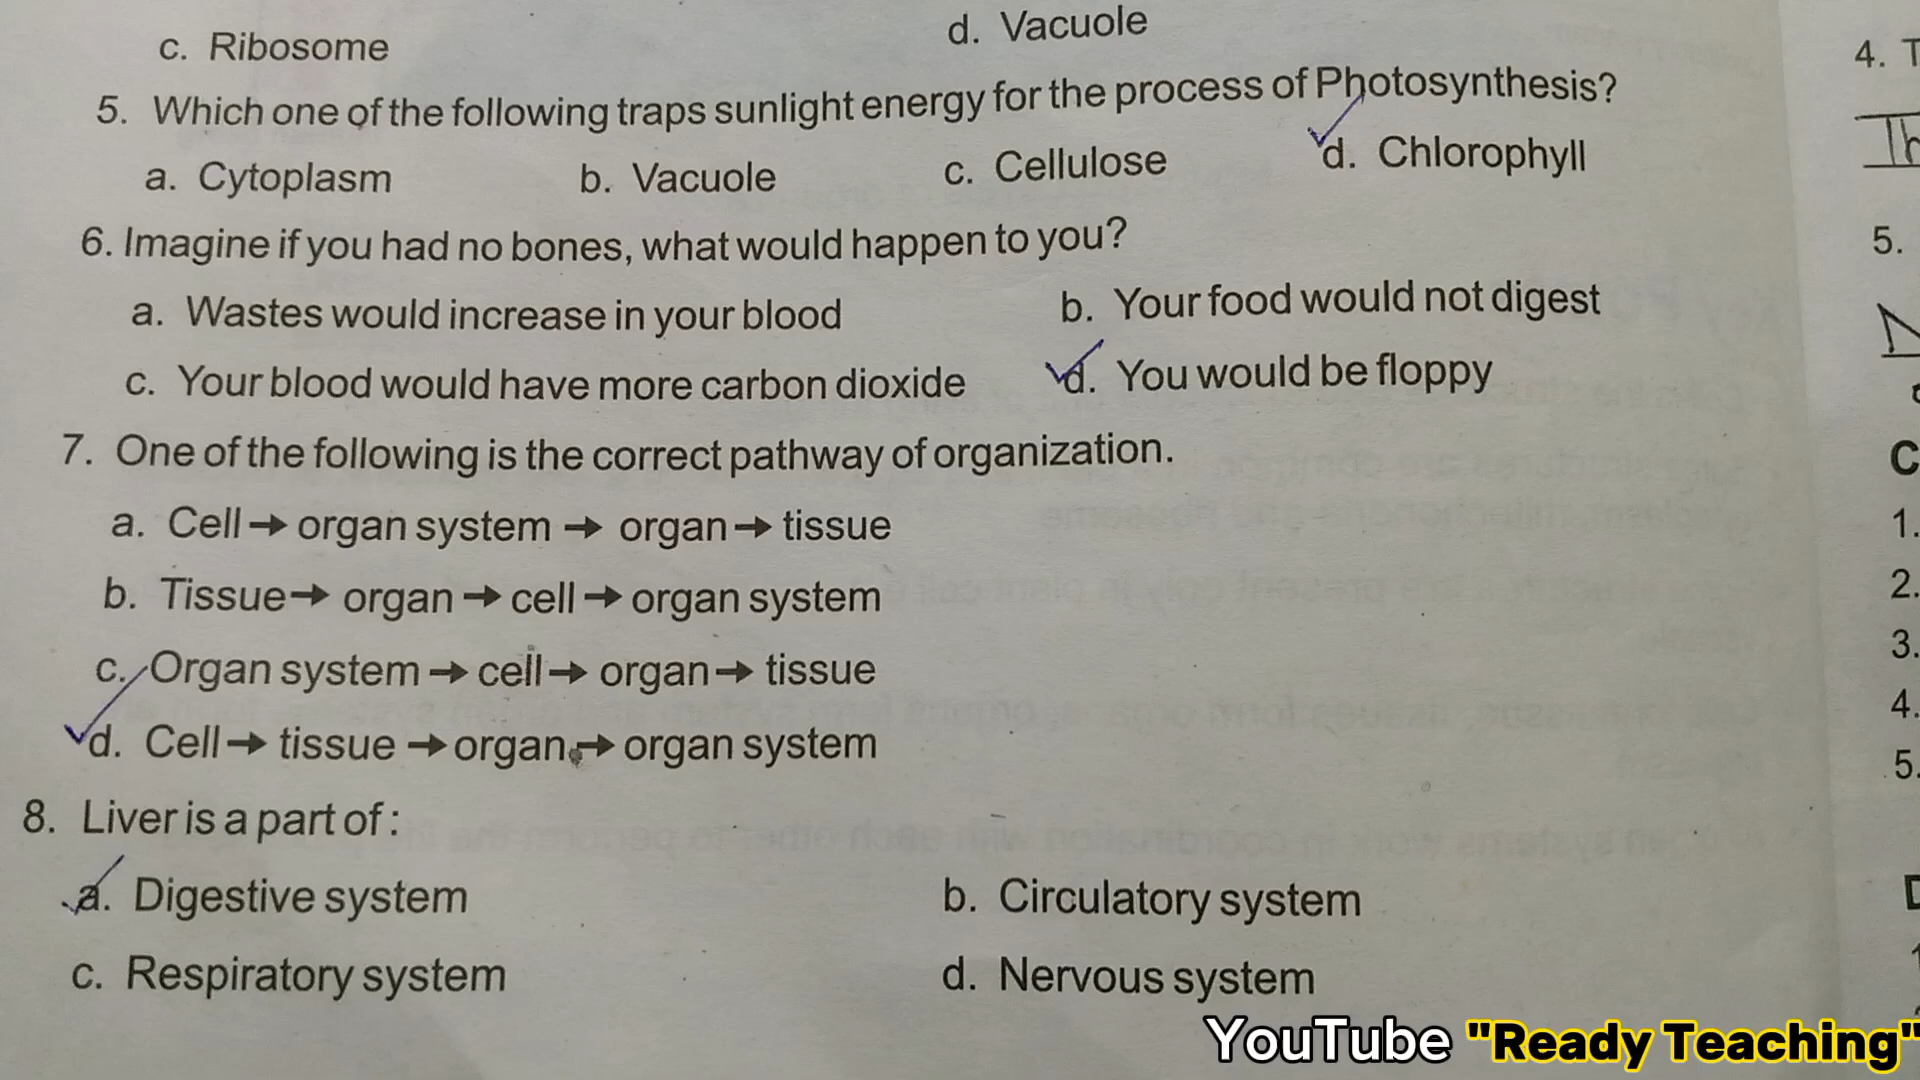 c. Ribosome d. Vacuole
5. Which one of the following traps sunlight energy for the process of Photosynthesis?
a. Cytoplasm b. Vacuole c. Cellulose d. Chlorophyll
6. Imagine if you had no bones, what would happen to you?
a. Wastes would increase in your blood b. Your food would not digest
c. Your blood would have more carbon dioxide d. You would be floppy
7. One of the following is the correct pathway of organization.
a. Cell → organ system → organ → tissue
b. Tissue → organ → cell → organ system
c. Organ system → cell → organ → tissue
d. Cell → tissue → organ → organ system
8. Liver is a part of :
a. Digestive system b. Circulatory system
c. Respiratory system d. Nervous system
4. T
Th
5.
C
1.
2.
3.
4.
5.
YouTube "Ready Teaching"